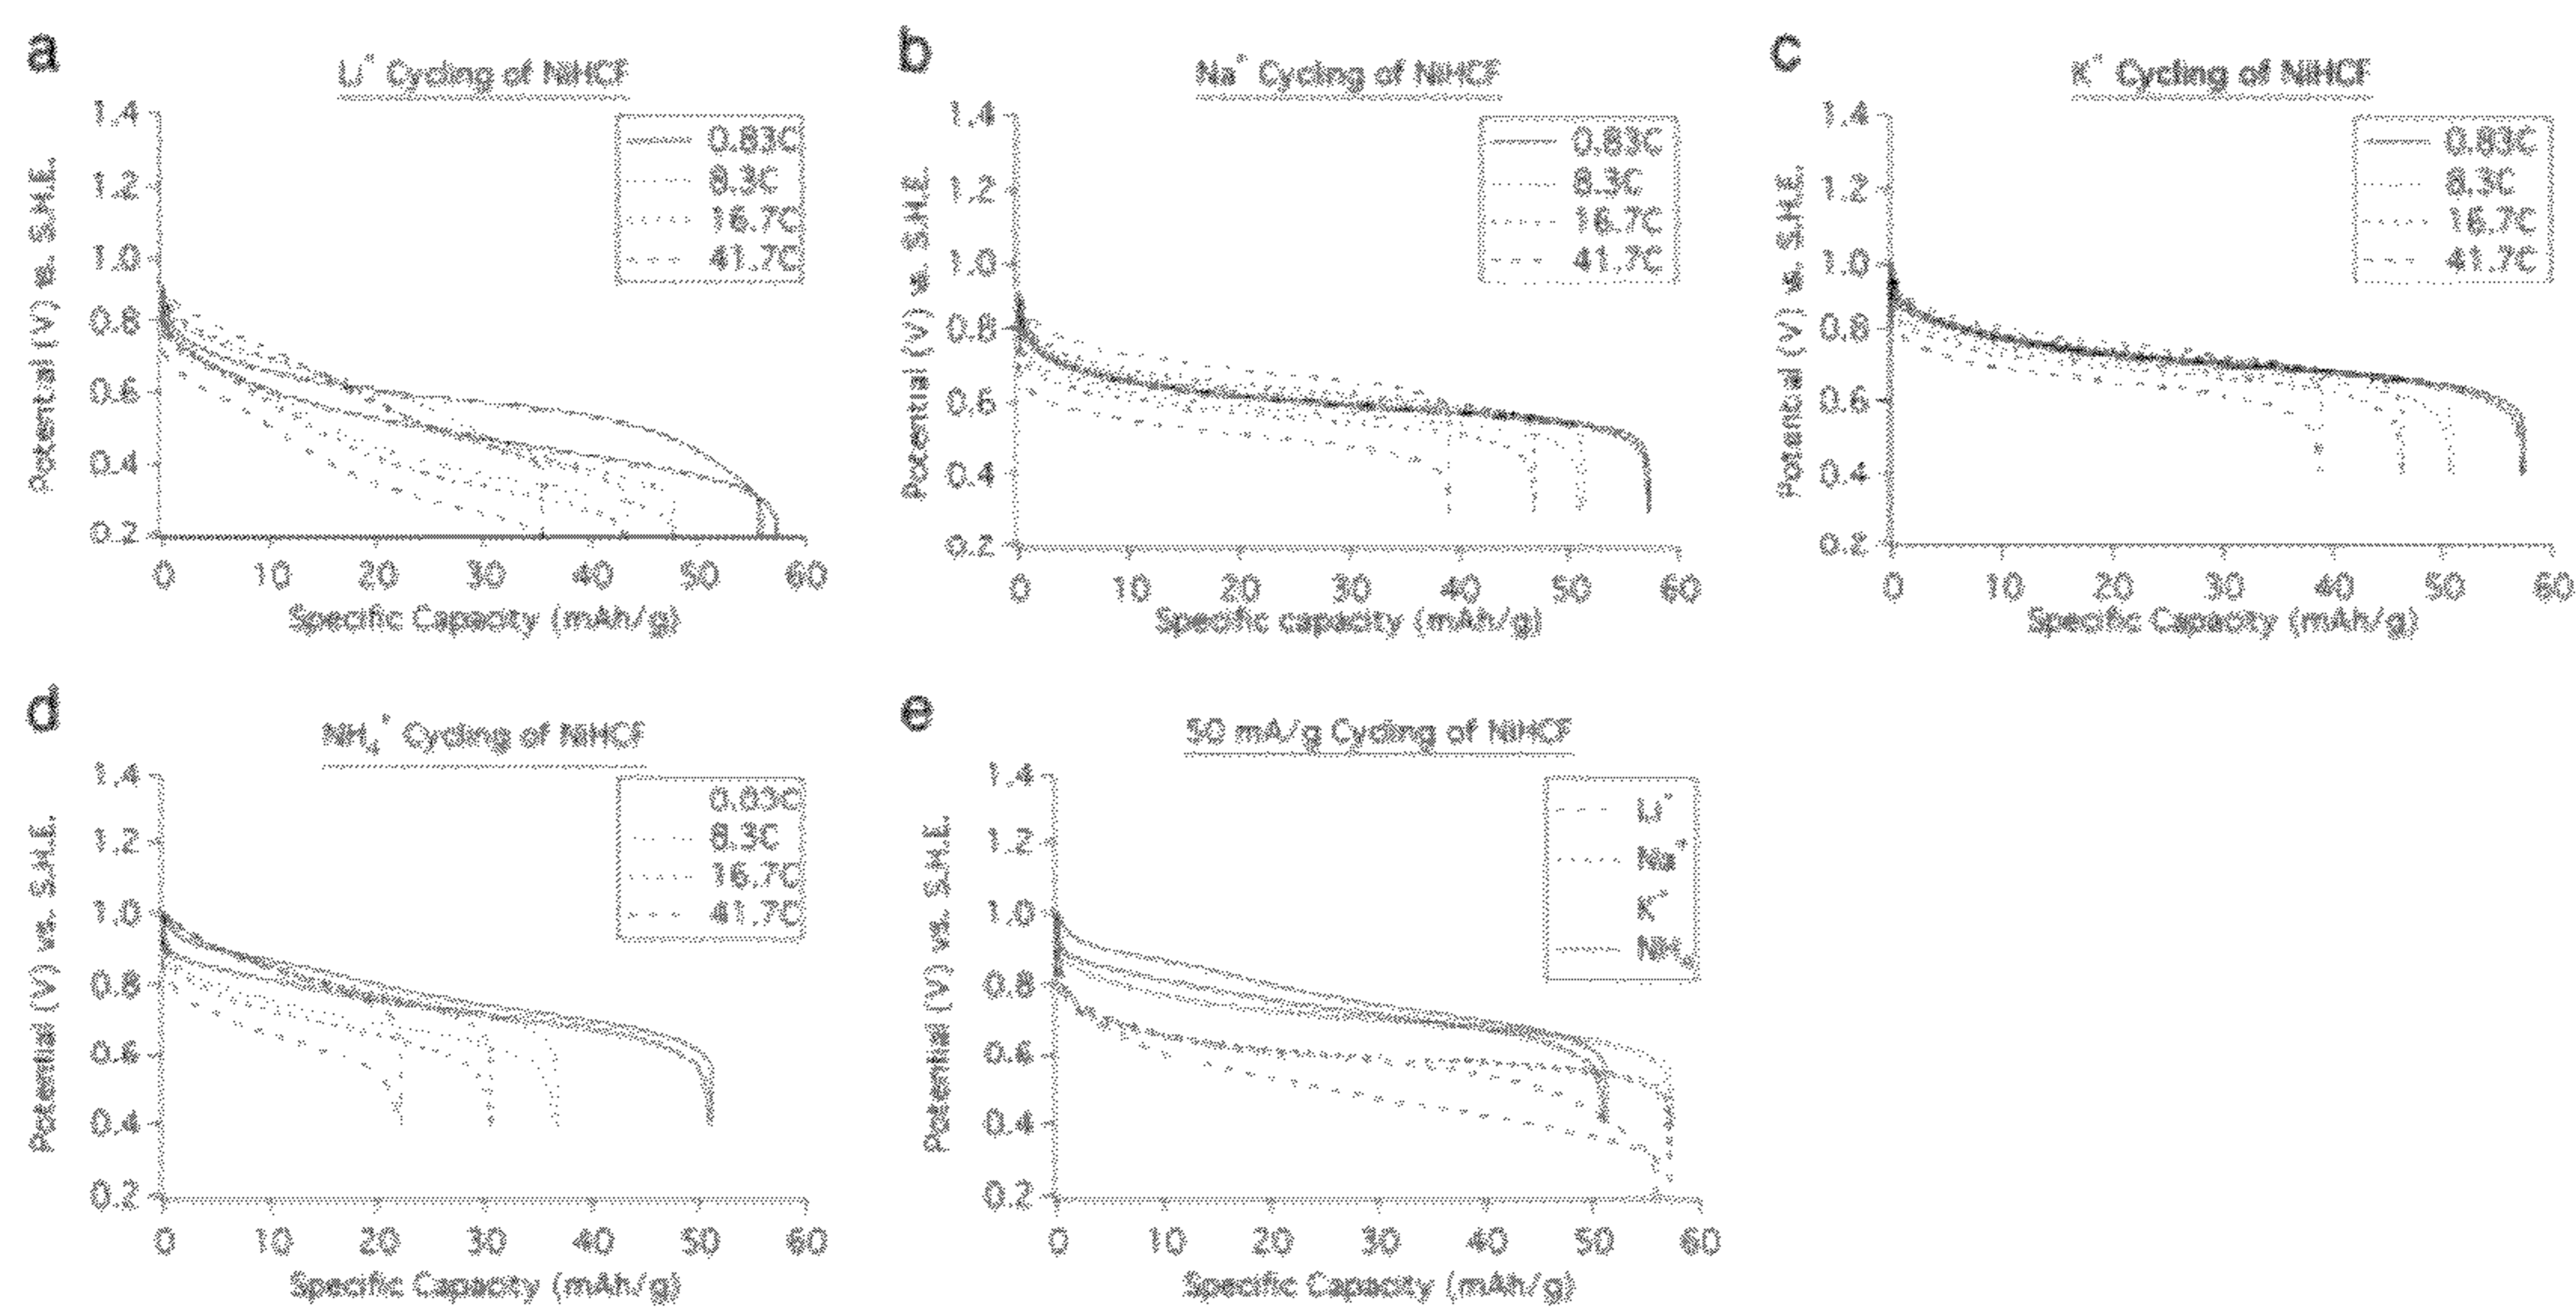 a
Li⁺ Cycling of NiHCF
1.4
1.2
1.0
0.8
0.6
0.4
0.2
Potential (V) vs. S.H.E.
0.83C
8.3C
16.7C
41.7C
0 10 20 30 40 50 60
Specific Capacity (mAh/g)
b
Na⁺ Cycling of NiHCF
1.4
1.2
1.0
0.8
0.6
0.4
0.2
Potential (V) vs. S.H.E.
0.83C
8.3C
16.7C
41.7C
0 10 20 30 40 50 60
Specific capacity (mAh/g)
c
K⁺ Cycling of NiHCF
1.4
1.2
1.0
0.8
0.6
0.4
0.2
Potential (V) vs. S.H.E.
0.83C
8.3C
16.7C
41.7C
0 10 20 30 40 50 60
Specific Capacity (mAh/g)
d
NH₄⁺ Cycling of NiHCF
1.4
1.2
1.0
0.8
0.6
0.4
0.2
Potential (V) vs. S.H.E.
0.83C
8.3C
16.7C
41.7C
0 10 20 30 40 50 60
Specific Capacity (mAh/g)
e
50 mA/g Cycling of NiHCF
1.4
1.2
1.0
0.8
0.6
0.4
0.2
Potential (V) vs. S.H.E.
Li⁺
Na⁺
K⁺
NH₄
0 10 20 30 40 50 60
Specific Capacity (mAh/g)